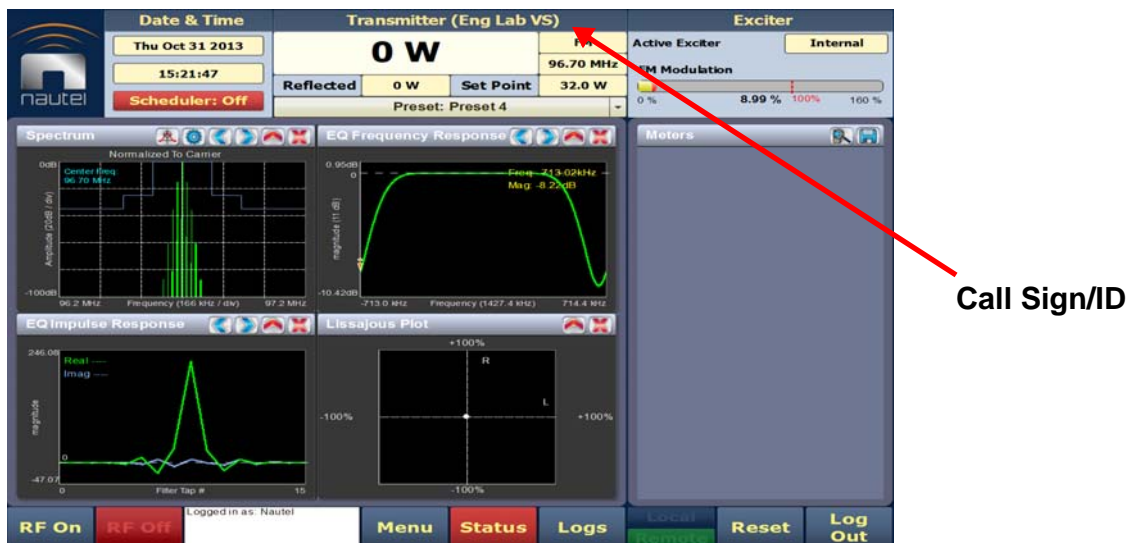 Date & Time
Transmitter (Eng Lab VS)
Exciter
nautel
Thu Oct 31 2013
15:21:47
Scheduler: Off
0 W
FM
96.70 MHz
Reflected 0 W Set Point 32.0 W
Preset: Preset 4
Active Exciter Internal
FM Modulation
0 % 8.99 % 100% 160 %
Spectrum
Normalized To Carrier
0dB
Center freq
96.70 MHz
Amplitude (20dB / div)
-100dB
96.2 MHz Frequency (166 kHz / div) 97.2 MHz
EQ Frequency Response
0.95dB
0
Freq: -713.02kHz
Mag: -8.22dB
magnitude (11 dB)
-10.42dB
-713.0 kHz Frequency (1427.4 kHz) 714.4 kHz
Meters
Call Sign/ID
EQ Impulse Response
246.08
Real ----
Imag ----
magnitude
0
-47.07
0 Filter Tap # 15
Lissajous Plot
+100%
R
L
-100% +100%
-100%
RF On
RF Off
Logged in as: Nautel
Menu
Status
Logs
Local
Remote
Reset
Log
Out